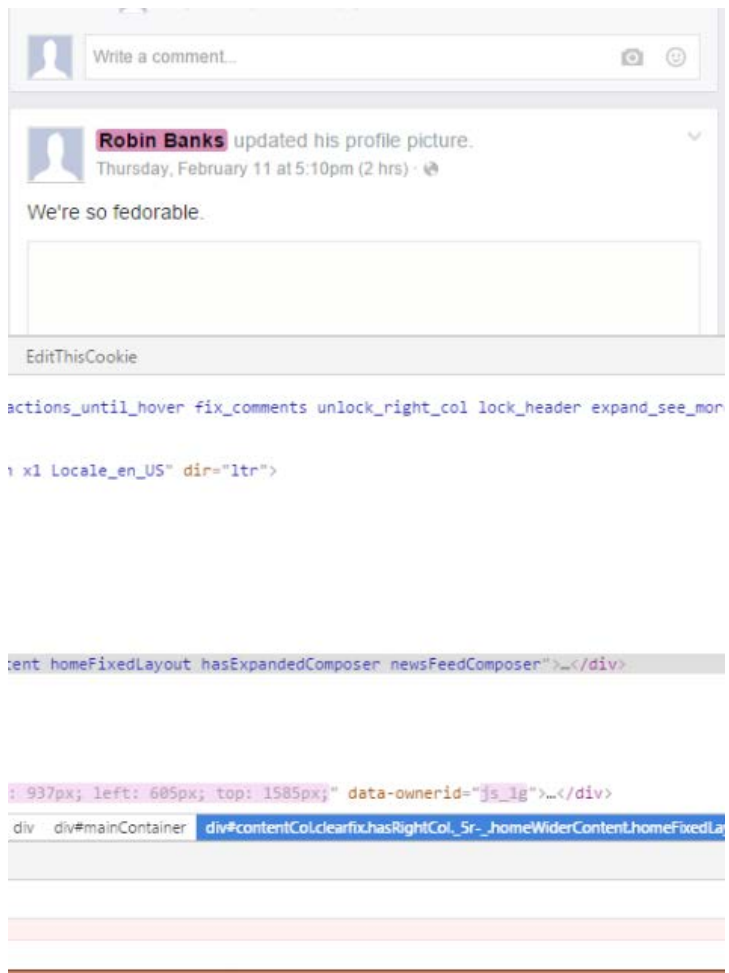 Write a comment...
Robin Banks updated his profile picture.
Thursday, February 11 at 5:10pm (2 hrs) ·
We're so fedorable.
EditThisCookie
actions_until_hover fix_comments unlock_right_col lock_header expand_see_mor
x1 Locale_en_US" dir="ltr">
tent homeFixedLayout hasExpandedComposer newsFeedComposer">…</div>
: 937px; left: 605px; top: 1585px;" data-ownerid="js_1g">…</div>
div div#mainContainer div#contentCol.clearfix.hasRightCol._5r-_.homeWiderContent.homeFixedLay